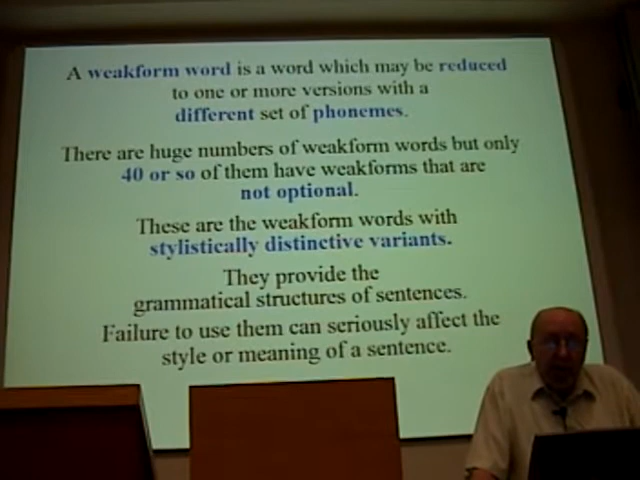 A weakform word is a word which may be reduced
to one or more versions with a
different set of phonemes.
There are huge numbers of weakform words but only
40 or so of them have weakforms that are
not optional.
These are the weakform words with
stylistically distinctive variants.
They provide the
grammatical structures of sentences.
Failure to use them can seriously affect the
style or meaning of a sentence.